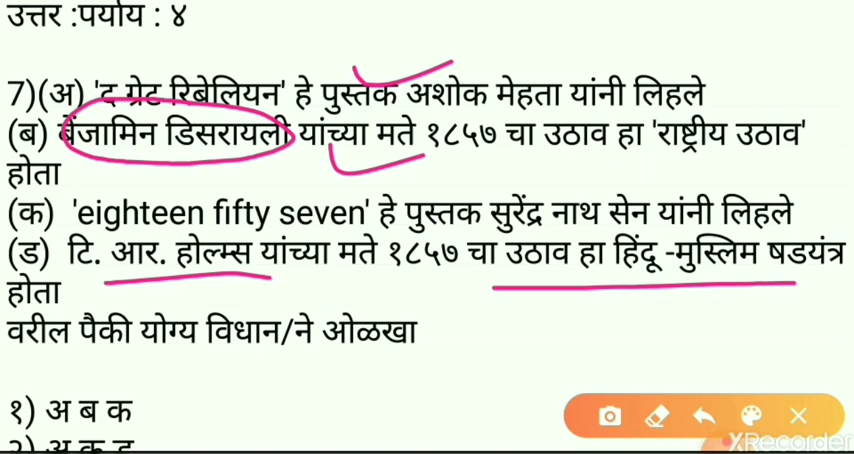 उत्तर :पर्याय : ४
7)(अ) 'द ग्रेट रिबेलियन' हे पुस्तक अशोक मेहता यांनी लिहले
(ब) बेंजामिन डिसरायली यांच्या मते १८५७ चा उठाव हा 'राष्ट्रीय उठाव'
होता
(क) 'eighteen fifty seven' हे पुस्तक सुरेंद्र नाथ सेन यांनी लिहले
(ड) टि. आर. होल्म्स यांच्या मते १८५७ चा उठाव हा हिंदू -मुस्लिम षडयंत्र
होता
वरील पैकी योग्य विधान/ने ओळखा
१) अ ब क
२) अ क ड
XRecorder